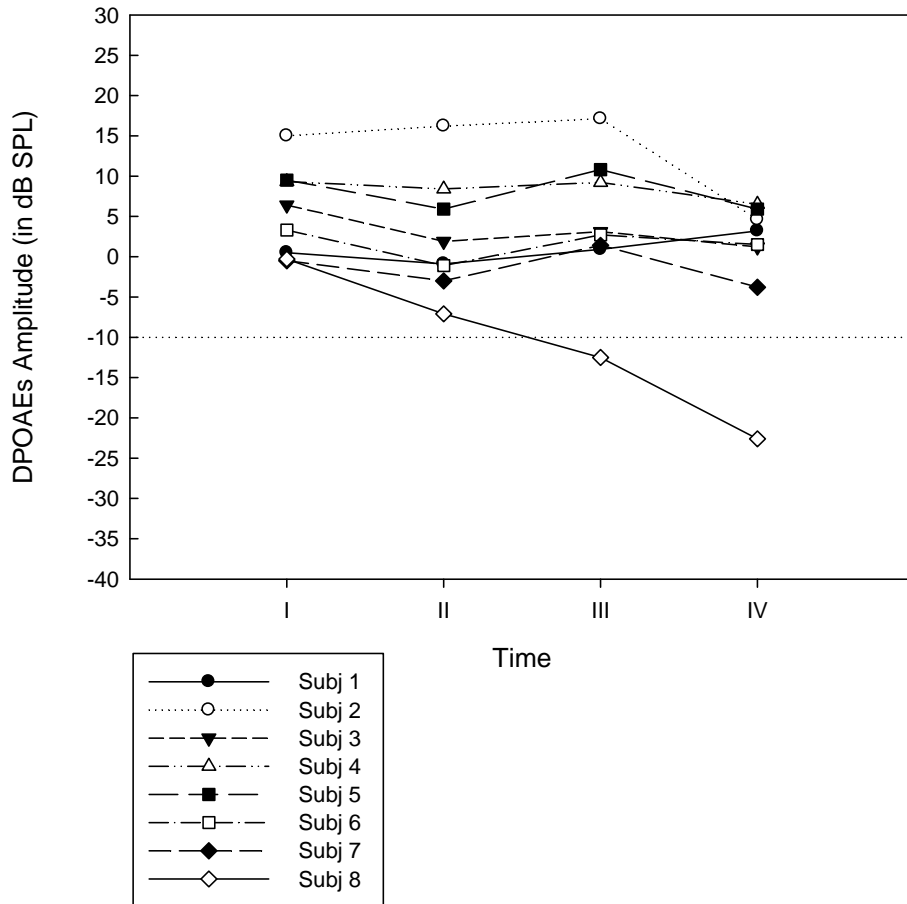 DPOAEs Amplitude (in dB SPL)
30
25
20
15
10
5
0
-5
-10
-15
-20
-25
-30
-35
-40
I II III IV
Time
Subj 1
Subj 2
Subj 3
Subj 4
Subj 5
Subj 6
Subj 7
Subj 8